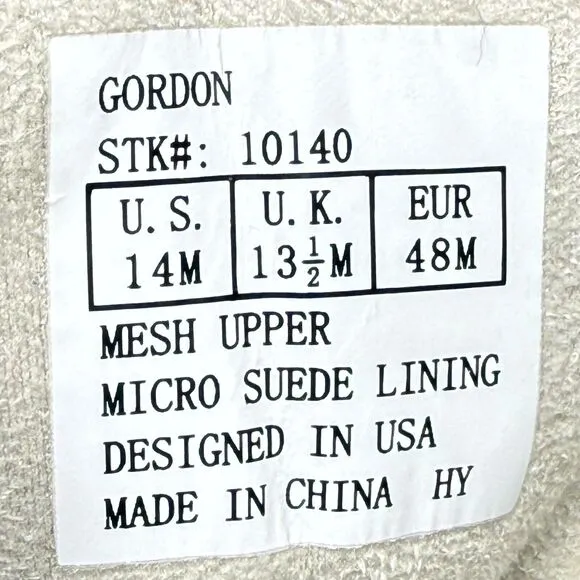 GORDON
STK#: 10140
U. S. U. K. EUR
14M 13½M 48M
MESH UPPER
MICRO SUEDE LINING
DESIGNED IN USA
MADE IN CHINA HY